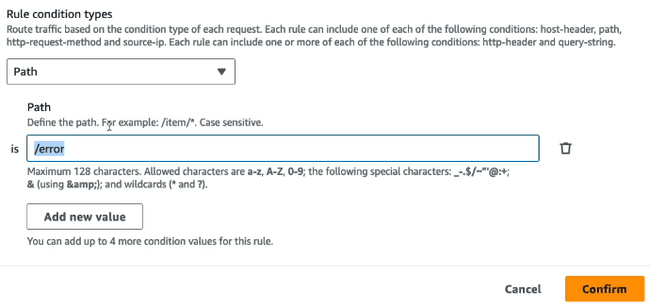 Rule condition types
Route traffic based on the condition type of each request. Each rule can include one of each of the following conditions: host-header, path,
http-request-method and source-ip. Each rule can include one or more of each of the following conditions: http-header and query-string.
Path
Path
Define the path. For example: /item/*. Case sensitive.
is
/error
Maximum 128 characters. Allowed characters are a-z, A-Z, 0-9; the following special characters: _-.$/~"'@:+;
& (using &amp;); and wildcards (* and ?).
Add new value
You can add up to 4 more condition values for this rule.
Cancel
Confirm